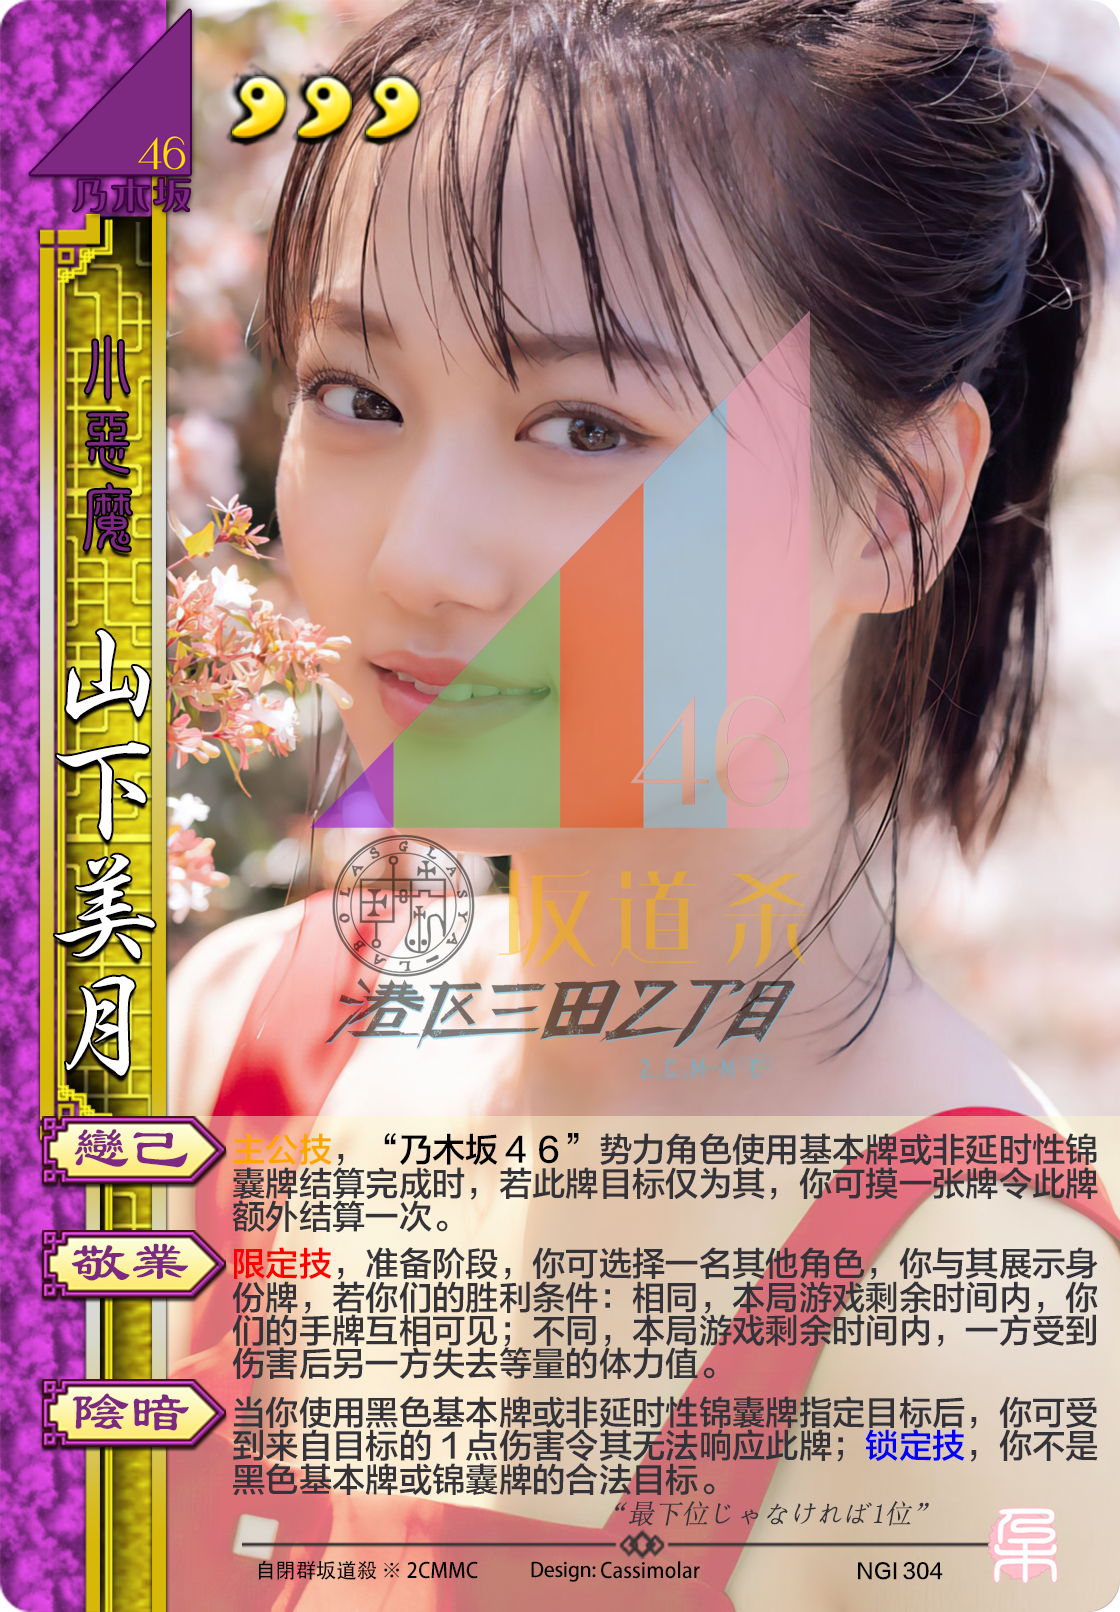 46
乃木坂
小惡魔
山下美月
46
GLASYA-LABOLAS
坂道杀
港区三田乙丁目
2.C.M-M-C
變己
主公技，“乃木坂４６”势力角色使用基本牌或非延时性锦
囊牌结算完成时，若此牌目标仅为其，你可摸一张牌令此牌
额外结算一次。
敬業
限定技，准备阶段，你可选择一名其他角色，你与其展示身
份牌，若你们的胜利条件：相同，本局游戏剩余时间内，你
们的手牌互相可见；不同，本局游戏剩余时间内，一方受到
伤害后另一方失去等量的体力值。
陰暗
当你使用黑色基本牌或非延时性锦囊牌指定目标后，你可受
到来自目标的１点伤害令其无法响应此牌；锁定技，你不是
黑色基本牌或锦囊牌的合法目标。
“最下位じゃなければ1位”
自閉群坂道殺 ※ 2CMMC
Design: Cassimolar
NGI 304